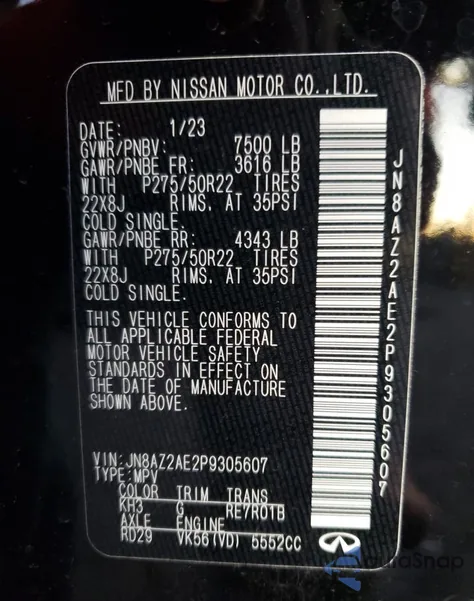 MFD BY NISSAN MOTOR CO.,LTD.
DATE: 1/23
GVWR/PNBV: 7500 LB
GAWR/PNBE FR: 3616 LB
WITH P275/50R22 TIRES
22X8J RIMS, AT 35PSI
COLD SINGLE.
GAWR/PNBE RR: 4343 LB
WITH P275/50R22 TIRES
22X8J RIMS, AT 35PSI
COLD SINGLE.
THIS VEHICLE CONFORMS TO
ALL APPLICABLE FEDERAL
MOTOR VEHICLE SAFETY
STANDARDS IN EFFECT ON
THE DATE OF MANUFACTURE
SHOWN ABOVE.
VIN:JN8AZ2AE2P9305607
TYPE:MPV
COLOR TRIM TRANS
KH3 G RE7R01B
AXLE ENGINE
RD29 VK56(VD) 5552CC
JN8AZ2AE2P9305607
AutoSnap